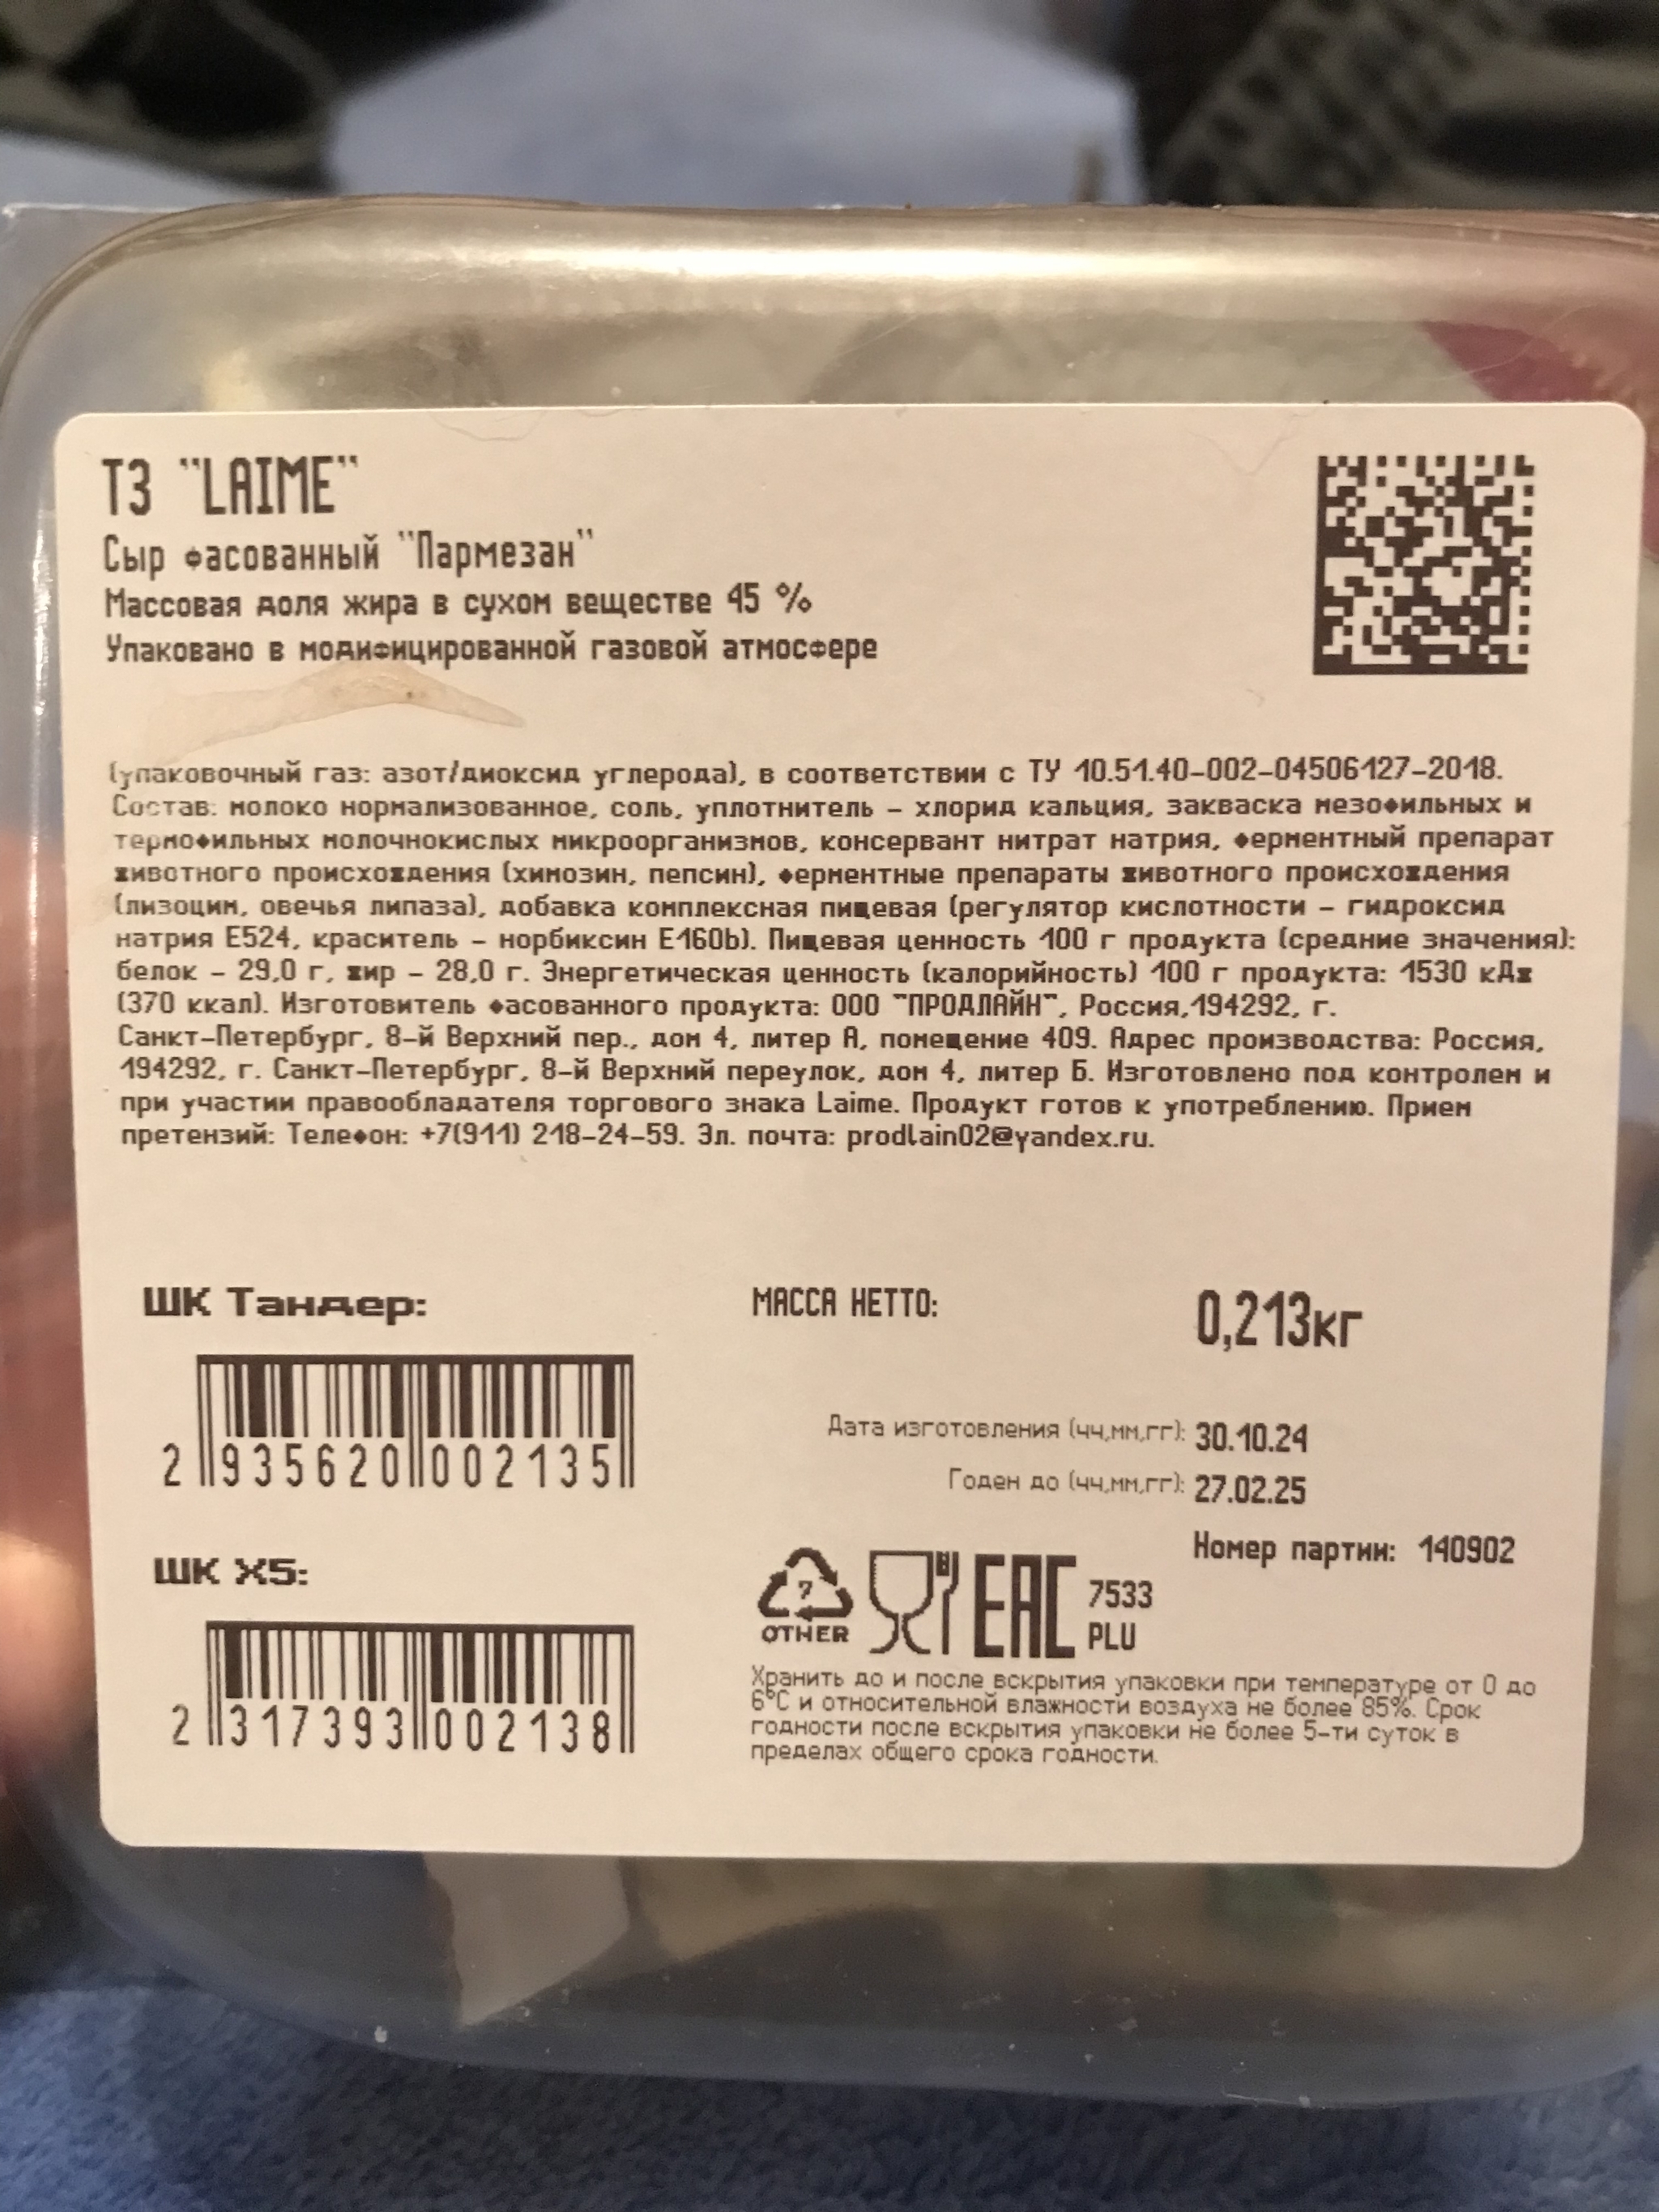 ТЗ "LAIME"
Сыр фасованный "Пармезан"
Массовая доля жира в сухом веществе 45 %
Упаковано в модифицированной газовой атмосфере
(упаковочный газ: азот/диоксид углерода), в соответствии с ТУ 10.51.40-002-04506127-2018.
Состав: молоко нормализованное, соль, уплотнитель - хлорид кальция, закваска мезофильных и
термофильных молочнокислых микроорганизмов, консервант нитрат натрия, ферментный препарат
животного происхождения (химозин, пепсин), ферментные препараты животного происхождения
(лизоцим, овечья липаза), добавка комплексная пищевая (регулятор кислотности - гидроксид
натрия Е524, краситель - норбиксин Е160b). Пищевая ценность 100 г продукта (средние значения):
белок - 29,0 г, жир - 28,0 г. Энергетическая ценность (калорийность) 100 г продукта: 1530 кДж
(370 ккал). Изготовитель фасованного продукта: ООО "ПРОДЛАЙН", Россия,194292, г.
Санкт-Петербург, 8-й Верхний пер., дом 4, литер А, помещение 409. Адрес производства: Россия,
194292, г. Санкт-Петербург, 8-й Верхний переулок, дом 4, литер Б. Изготовлено под контролем и
при участии правообладателя торгового знака Laime. Продукт готов к употреблению. Прием
претензий: Телефон: +7(911) 218-24-59. Эл. почта: prodlain02@yandex.ru.
ШК Тандер:
2 935620 002135
ШК Х5:
2 317393 002138
МАССА НЕТТО: 0,213кг
Дата изготовления (чч,мм,гг): 30.10.24
Годен до (чч,мм,гг): 27.02.25
Номер партии: 140902
7
OTHER
EAC
7533
PLU
Хранить до и после вскрытия упаковки при температуре от 0 до
6°C и относительной влажности воздуха не более 85%. Срок
годности после вскрытия упаковки не более 5-ти суток в
пределах общего срока годности.